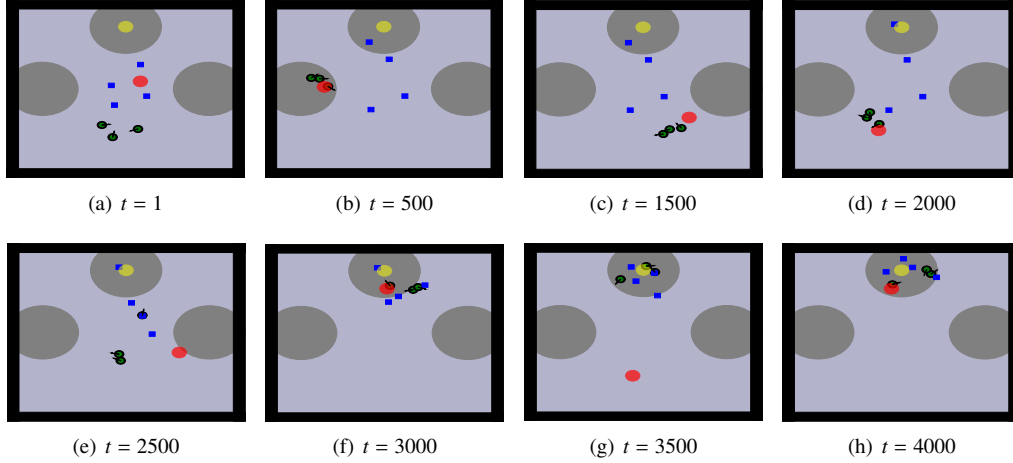 (a) t = 1
(b) t = 500
(c) t = 1500
(d) t = 2000
(e) t = 2500
(f) t = 3000
(g) t = 3500
(h) t = 4000